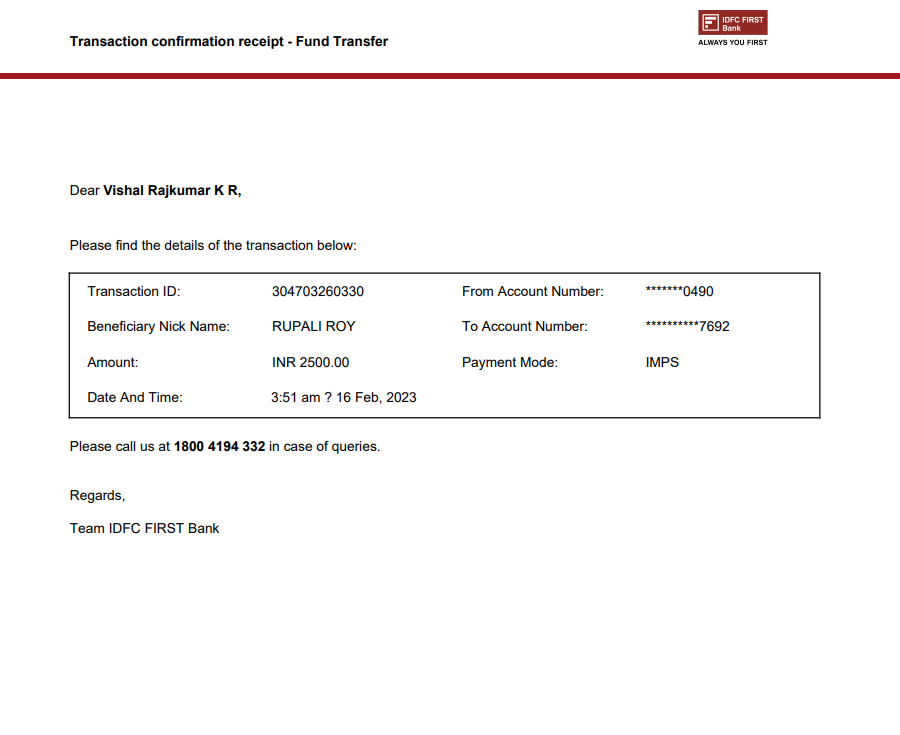 IDFC FIRST
Bank
Transaction confirmation receipt - Fund Transfer
ALWAYS YOU FIRST
Dear Vishal Rajkumar K R,
Please find the details of the transaction below:
Transaction ID: 304703260330 From Account Number: *******0490
Beneficiary Nick Name: RUPALI ROY To Account Number: **********7692
Amount: INR 2500.00 Payment Mode: IMPS
Date And Time: 3:51 am ? 16 Feb, 2023
Please call us at 1800 4194 332 in case of queries.
Regards,
Team IDFC FIRST Bank